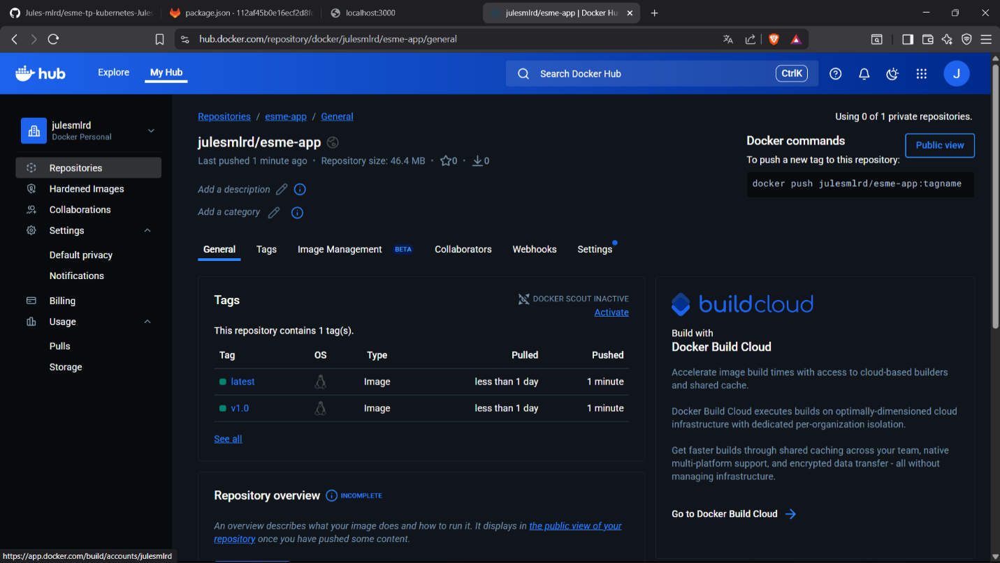 Jules-mlrd/esme-tp-kubernetes-Jules
package.json · 112af45b0e16ecf2d8f
localhost:3000
julesmlrd/esme-app | Docker Hu
hub.docker.com/repository/docker/julesmlrd/esme-app/general
hub
Explore
My Hub
Search Docker Hub
CtrlK
J
julesmlrd
Docker Personal
Repositories
Hardened Images
Collaborations
Settings
Default privacy
Notifications
Billing
Usage
Pulls
Storage
Repositories / esme-app / General
Using 0 of 1 private repositories.
julesmlrd/esme-app
Last pushed 1 minute ago · Repository size: 46.4 MB · 0 · 0
Add a description
Add a category
Docker commands
Public view
To push a new tag to this repository:
docker push julesmlrd/esme-app:tagname
General Tags Image Management BETA Collaborators Webhooks Settings
Tags
DOCKER SCOUT INACTIVE
Activate
This repository contains 1 tag(s).
Tag OS Type Pulled Pushed
latest Image less than 1 day 1 minute
v1.0 Image less than 1 day 1 minute
See all
Repository overview INCOMPLETE
An overview describes what your image does and how to run it. It displays in the public view of your
repository once you have pushed some content.
buildcloud
Build with
Docker Build Cloud
Accelerate image build times with access to cloud-based builders
and shared cache.
Docker Build Cloud executes builds on optimally-dimensioned cloud
infrastructure with dedicated per-organization isolation.
Get faster builds through shared caching across your team, native
multi-platform support, and encrypted data transfer - all without
managing infrastructure.
Go to Docker Build Cloud
https://app.docker.com/build/accounts/julesmlrd